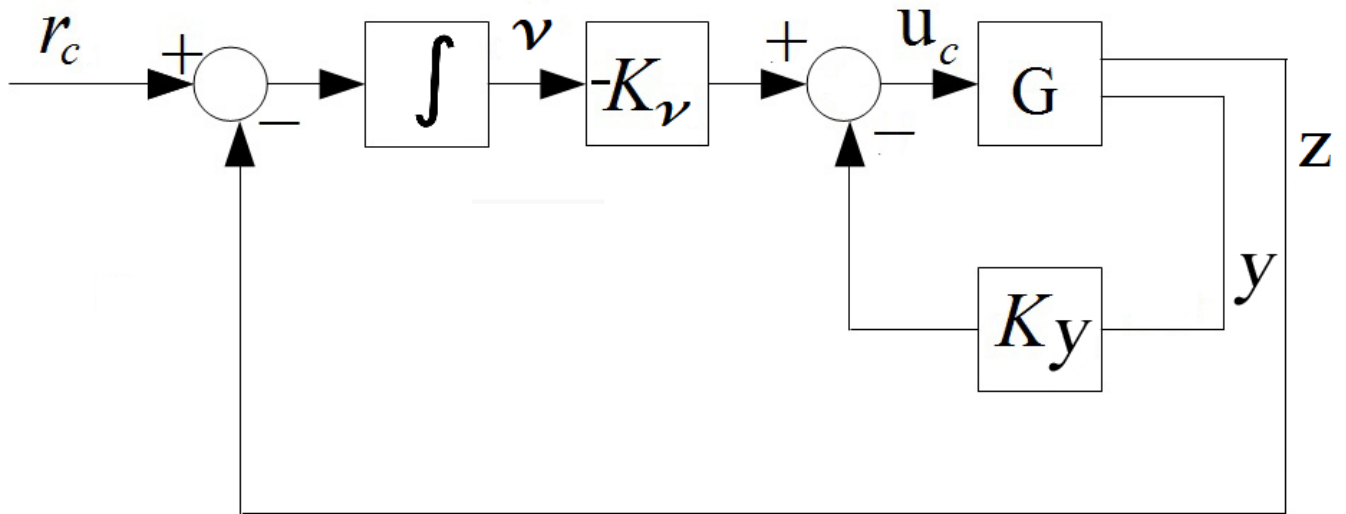 r_c + − ∫ ν -K_ν + − u_c G z
y
K_y